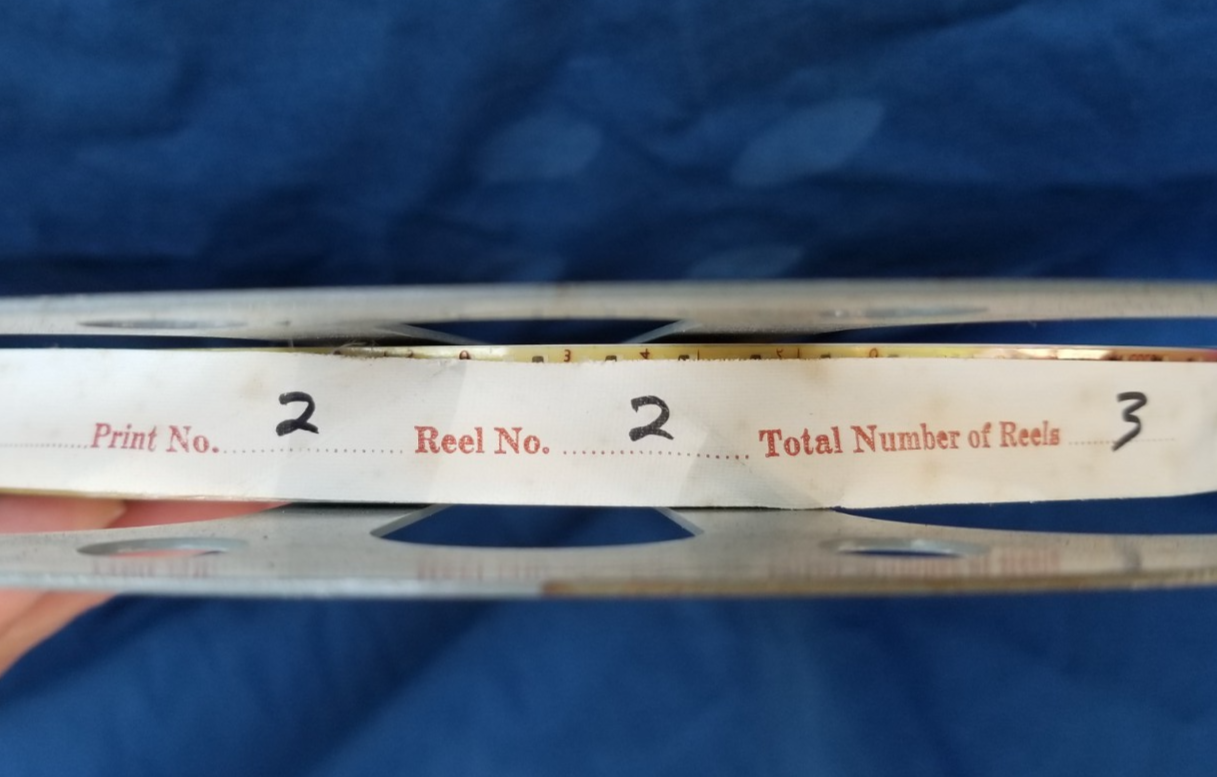 Print No. 2 Reel No. 2 Total Number of Reels 3